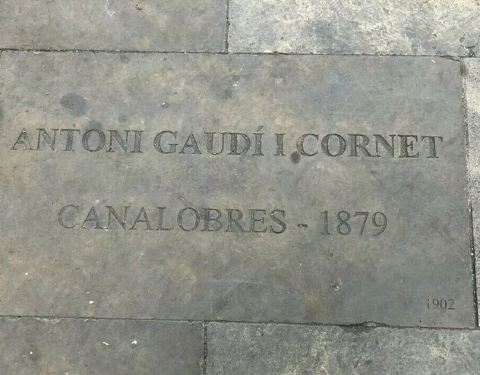 ANTONI GAUDÍ I CORNET
CANALOBRES - 1879
1902